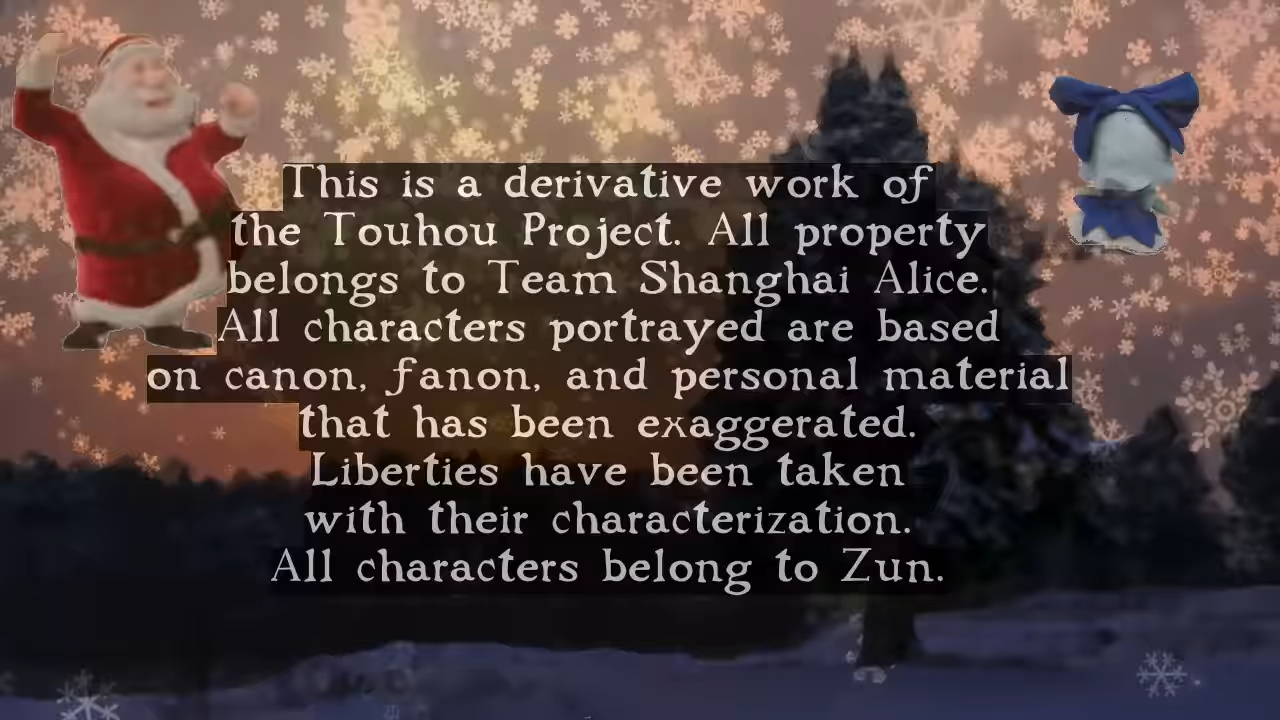 This is a derivative work of
the Touhou Project. All property
belongs to Team Shanghai Alice.
All characters portrayed are based
on canon, fanon, and personal material
that has been exaggerated.
Liberties have been taken
with their characterization.
All characters belong to Zun.